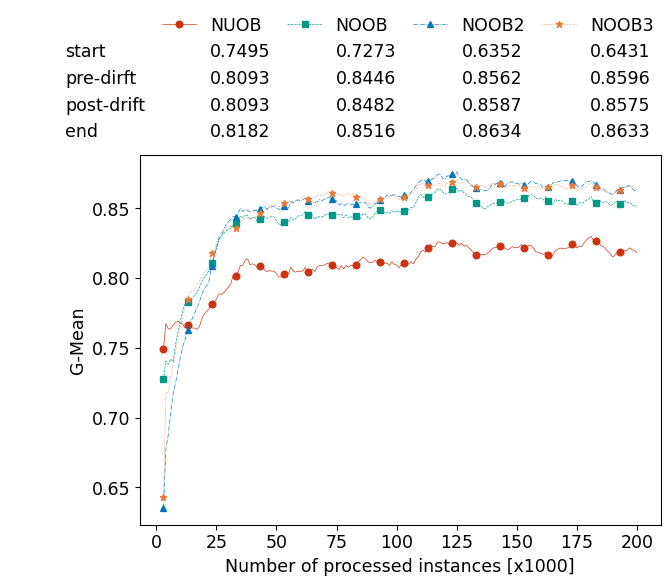 NUOB NOOB NOOB2 NOOB3
start 0.7495 0.7273 0.6352 0.6431
pre-dirft 0.8093 0.8446 0.8562 0.8596
post-drift 0.8093 0.8482 0.8587 0.8575
end 0.8182 0.8516 0.8634 0.8633
0.85
0.80
0.75
0.70
0.65
G-Mean
0 25 50 75 100 125 150 175 200
Number of processed instances [x1000]